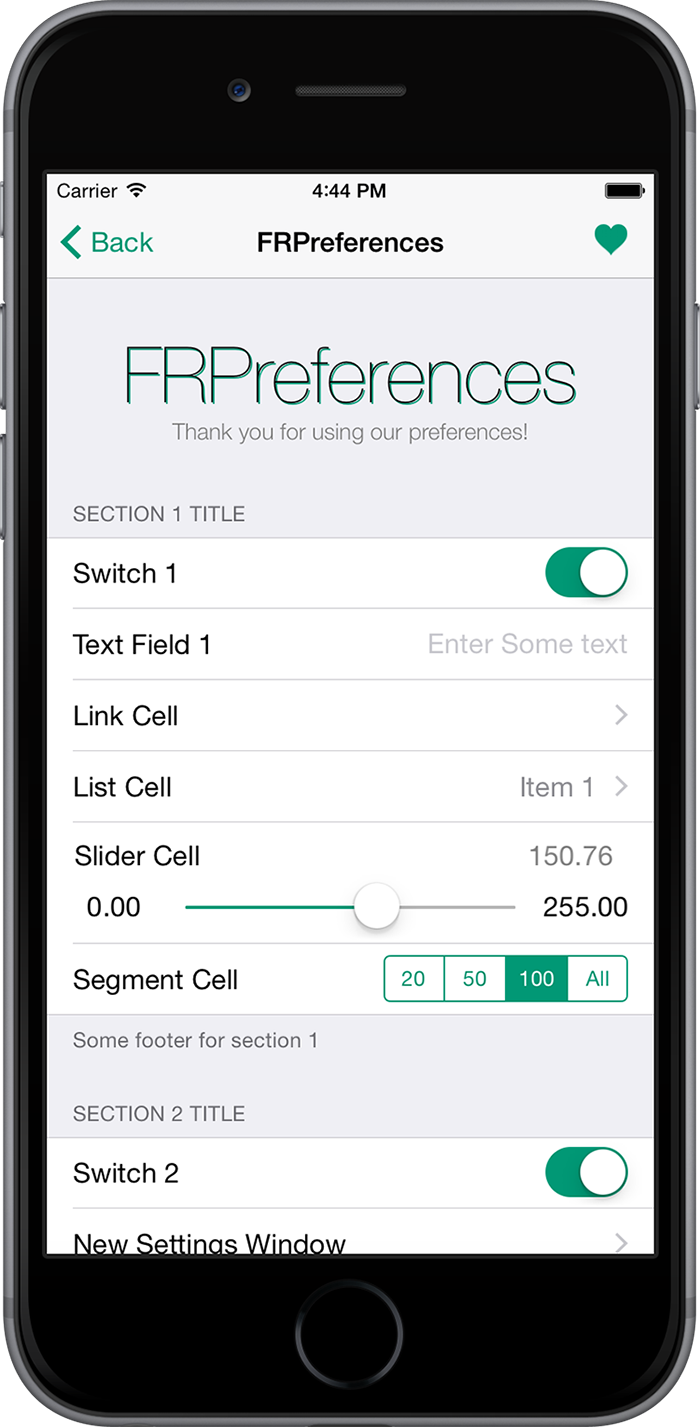 Carrier 4:44 PM
Back FRPreferences
FRPreferences
Thank you for using our preferences!
SECTION 1 TITLE
Switch 1
Text Field 1 Enter Some text
Link Cell
List Cell Item 1
Slider Cell 150.76
0.00 255.00
Segment Cell 20 50 100 All
Some footer for section 1
SECTION 2 TITLE
Switch 2
New Settings Window